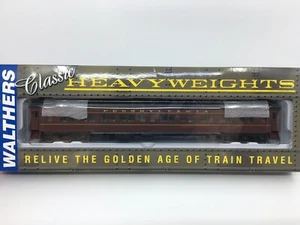 WALTHERS
Classic
HEAVYWEIGHTS
RELIVE THE GOLDEN AGE OF TRAIN TRAVEL